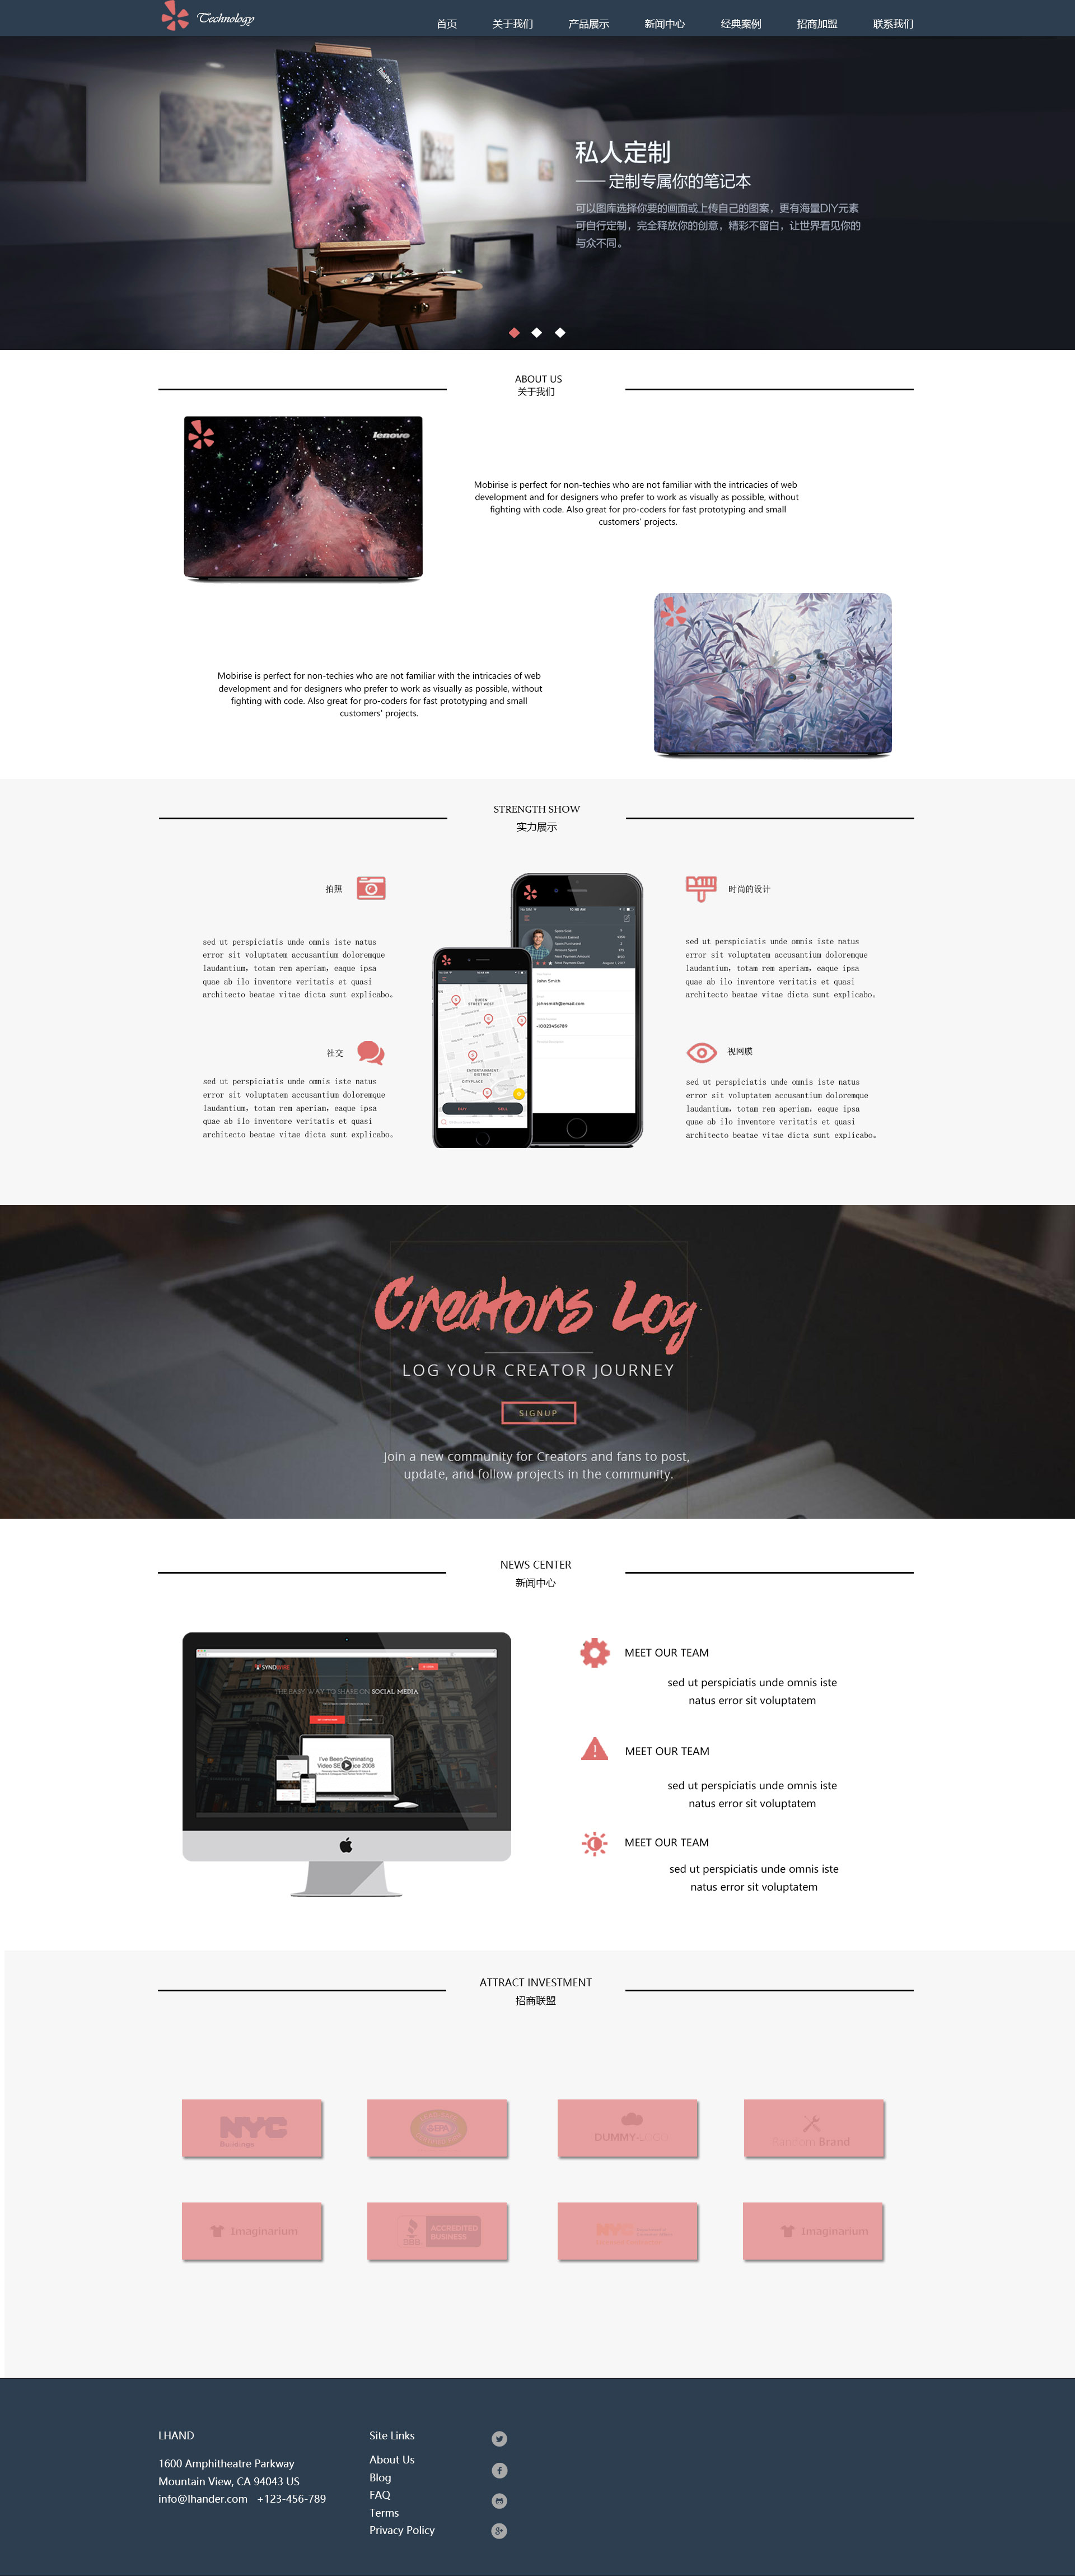 Technology
首页 关于我们 产品展示 新闻中心 经典案例 招商加盟 联系我们
ThinkPad
私人定制
—— 定制专属你的笔记本
可以图库选择你要的画面或上传自己的图案，更有海量DIY元素
可自行定制，完全释放你的创意，精彩不留白，让世界看见你的
与众不同。
ABOUT US
关于我们
lenovo
Mobirise is perfect for non-techies who are not familiar with the intricacies of web
development and for designers who prefer to work as visually as possible, without
fighting with code. Also great for pro-coders for fast prototyping and small
customers' projects.
Mobirise is perfect for non-techies who are not familiar with the intricacies of web
development and for designers who prefer to work as visually as possible, without
fighting with code. Also great for pro-coders for fast prototyping and small
customers' projects.
STRENGTH SHOW
实力展示
拍照
sed ut perspiciatis unde omnis iste natus
error sit voluptatem accusantium doloremque
laudantium，totam rem aperiam，eaque ipsa
quae ab ilo inventore veritatis et quasi
architecto beatae vitae dicta sunt explicabo。
社交
sed ut perspiciatis unde omnis iste natus
error sit voluptatem accusantium doloremque
laudantium，totam rem aperiam，eaque ipsa
quae ab ilo inventore veritatis et quasi
architecto beatae vitae dicta sunt explicabo。
QUEEN
STREET WEST
ENTERTAINMENT
DISTRICT
CITYPLACE
BUY SELL
John Smith
johnsmith@email.com
时尚的设计
sed ut perspiciatis unde omnis iste natus
error sit voluptatem accusantium doloremque
laudantium，totam rem aperiam，eaque ipsa
quae ab ilo inventore veritatis et quasi
architecto beatae vitae dicta sunt explicabo。
视网膜
sed ut perspiciatis unde omnis iste natus
error sit voluptatem accusantium doloremque
laudantium，totam rem aperiam，eaque ipsa
quae ab ilo inventore veritatis et quasi
architecto beatae vitae dicta sunt explicabo。
Creators Log
LOG YOUR CREATOR JOURNEY
SIGNUP
Join a new community for Creators and fans to post,
update, and follow projects in the community.
NEWS CENTER
新闻中心
THE EASY WAY TO SHARE ON SOCIAL MEDIA
I've Been Dominating
MEET OUR TEAM
sed ut perspiciatis unde omnis iste
natus error sit voluptatem
MEET OUR TEAM
sed ut perspiciatis unde omnis iste
natus error sit voluptatem
MEET OUR TEAM
sed ut perspiciatis unde omnis iste
natus error sit voluptatem
ATTRACT INVESTMENT
招商联盟
NYC
Buildings
DUMMY-LOGO
Random Brand
Imaginarium
BBB
ACCREDITED
BUSINESS
NYC
Imaginarium
LHAND
1600 Amphitheatre Parkway
Mountain View, CA 94043 US
info@lhander.com +123-456-789
Site Links
About Us
Blog
FAQ
Terms
Privacy Policy